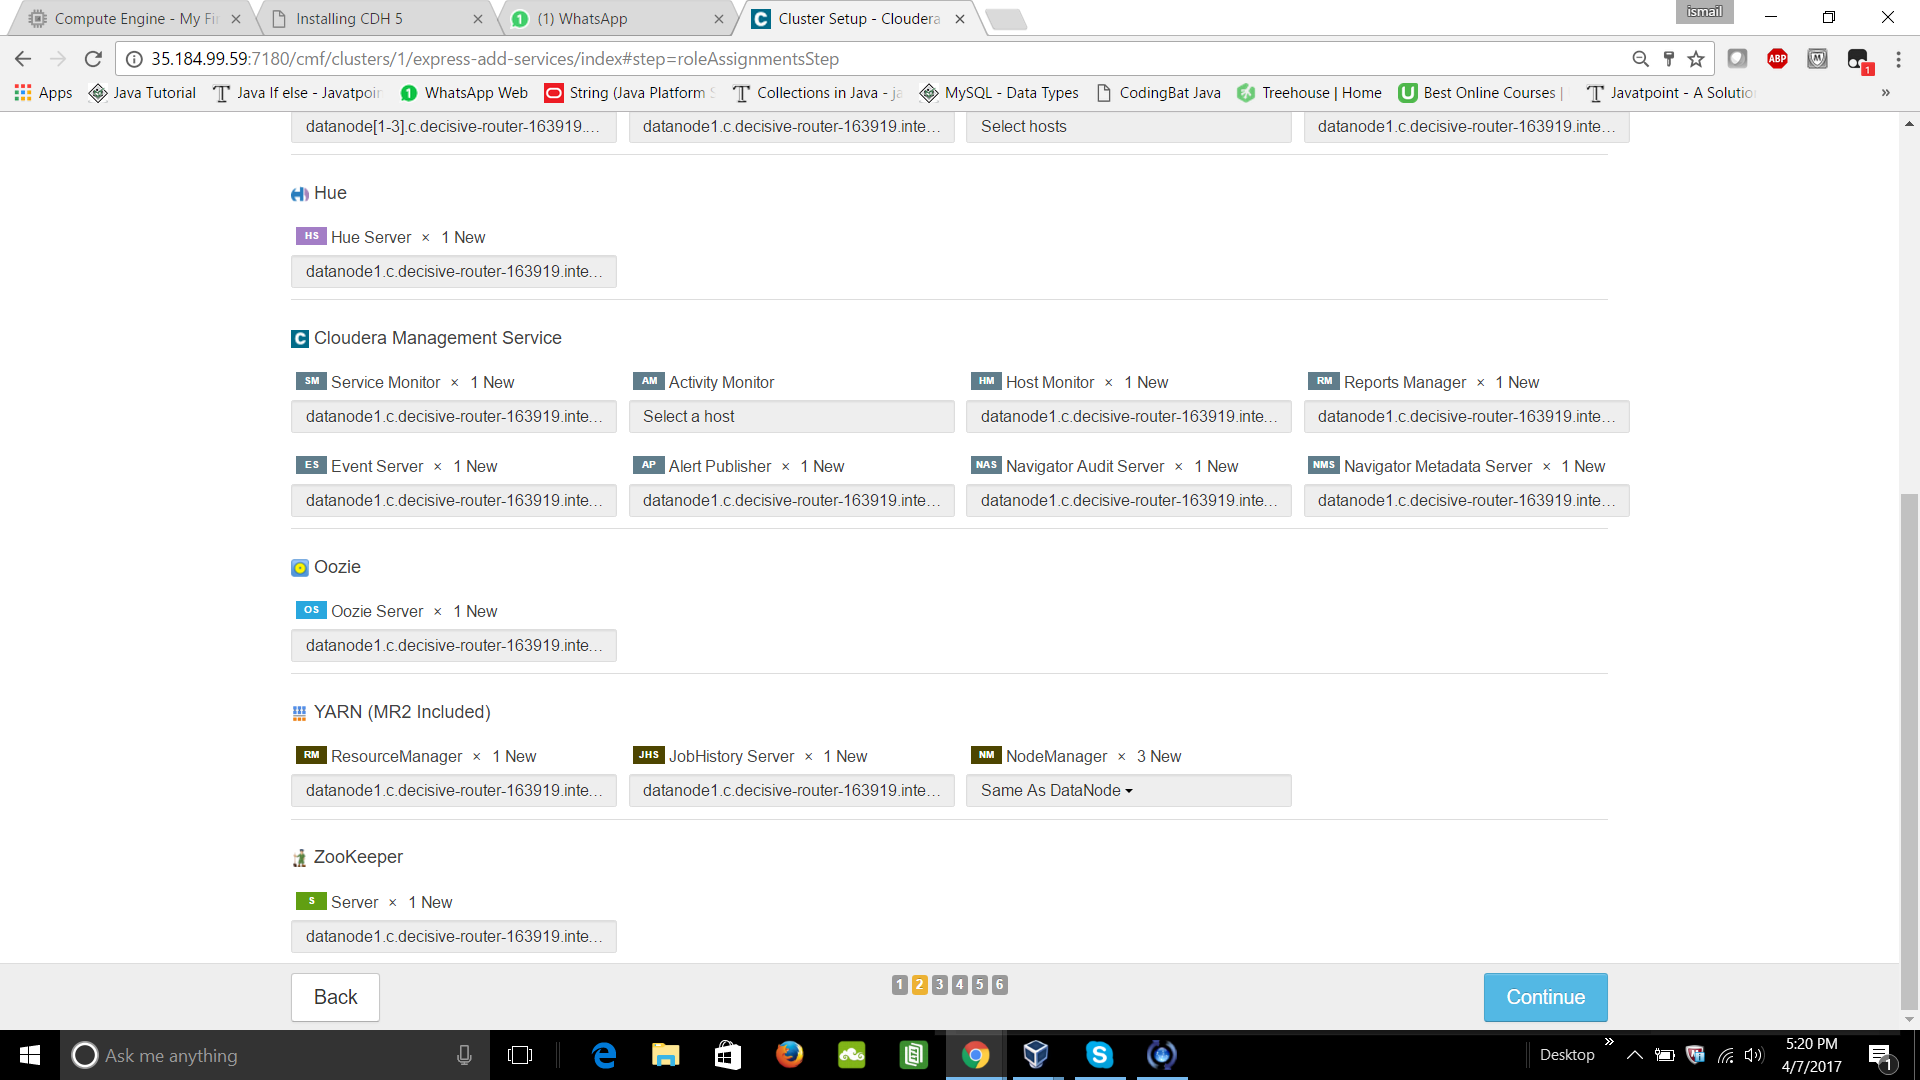 Compute Engine - My Fi
Installing CDH 5
(1) WhatsApp
Cluster Setup - Cloudera
ismail
35.184.99.59:7180/cmf/clusters/1/express-add-services/index#step=roleAssignmentsStep
ABP
1
Apps
Java Tutorial
Java If else - Javatpoin
WhatsApp Web
String (Java Platform S
Collections in Java - ja
MySQL - Data Types
CodingBat Java
Treehouse | Home
Best Online Courses |
Javatpoint - A Solutio
»
datanode[1-3].c.decisive-router-163919....
datanode1.c.decisive-router-163919.inte...
Select hosts
datanode1.c.decisive-router-163919.inte...
Hue
HS Hue Server × 1 New
datanode1.c.decisive-router-163919.inte...
C Cloudera Management Service
SM Service Monitor × 1 New
AM Activity Monitor
HM Host Monitor × 1 New
RM Reports Manager × 1 New
datanode1.c.decisive-router-163919.inte...
Select a host
datanode1.c.decisive-router-163919.inte...
datanode1.c.decisive-router-163919.inte...
ES Event Server × 1 New
AP Alert Publisher × 1 New
NAS Navigator Audit Server × 1 New
NMS Navigator Metadata Server × 1 New
datanode1.c.decisive-router-163919.inte...
datanode1.c.decisive-router-163919.inte...
datanode1.c.decisive-router-163919.inte...
datanode1.c.decisive-router-163919.inte...
Oozie
OS Oozie Server × 1 New
datanode1.c.decisive-router-163919.inte...
YARN (MR2 Included)
RM ResourceManager × 1 New
JHS JobHistory Server × 1 New
NM NodeManager × 3 New
datanode1.c.decisive-router-163919.inte...
datanode1.c.decisive-router-163919.inte...
Same As DataNode
ZooKeeper
S Server × 1 New
datanode1.c.decisive-router-163919.inte...
Back
1 2 3 4 5 6
Continue
Ask me anything
Desktop
»
5:20 PM
4/7/2017
1